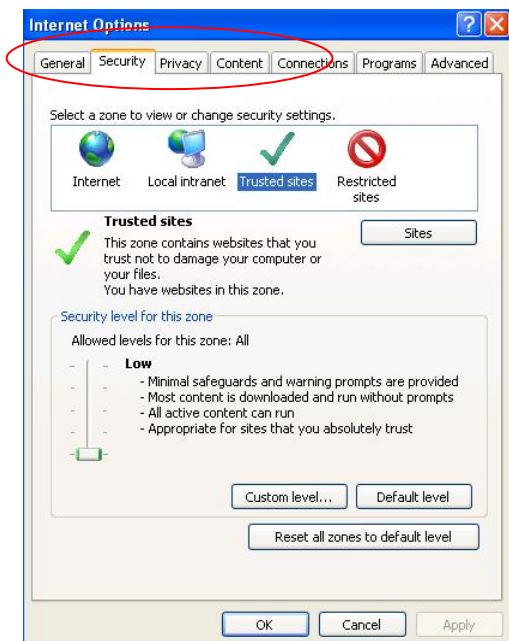 Internet Options
General Security Privacy Content Connections Programs Advanced
Select a zone to view or change security settings.
Internet Local intranet Trusted sites Restricted
sites
Trusted sites
Sites
This zone contains websites that you
trust not to damage your computer or
your files.
You have websites in this zone.
Security level for this zone
Allowed levels for this zone: All
Low
- Minimal safeguards and warning prompts are provided
- Most content is downloaded and run without prompts
- All active content can run
- Appropriate for sites that you absolutely trust
Custom level... Default level
Reset all zones to default level
OK Cancel Apply